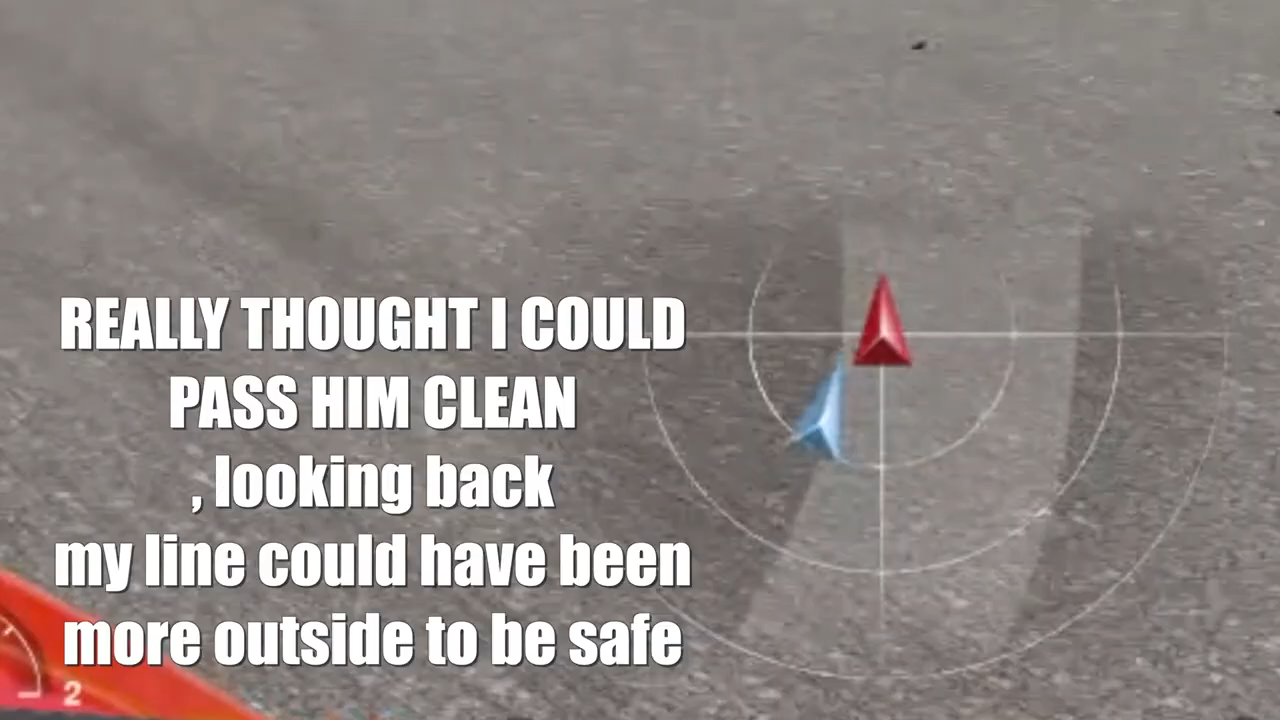 REALLY THOUGHT I COULD
PASS HIM CLEAN
, looking back
my line could have been
more outside to be safe
2